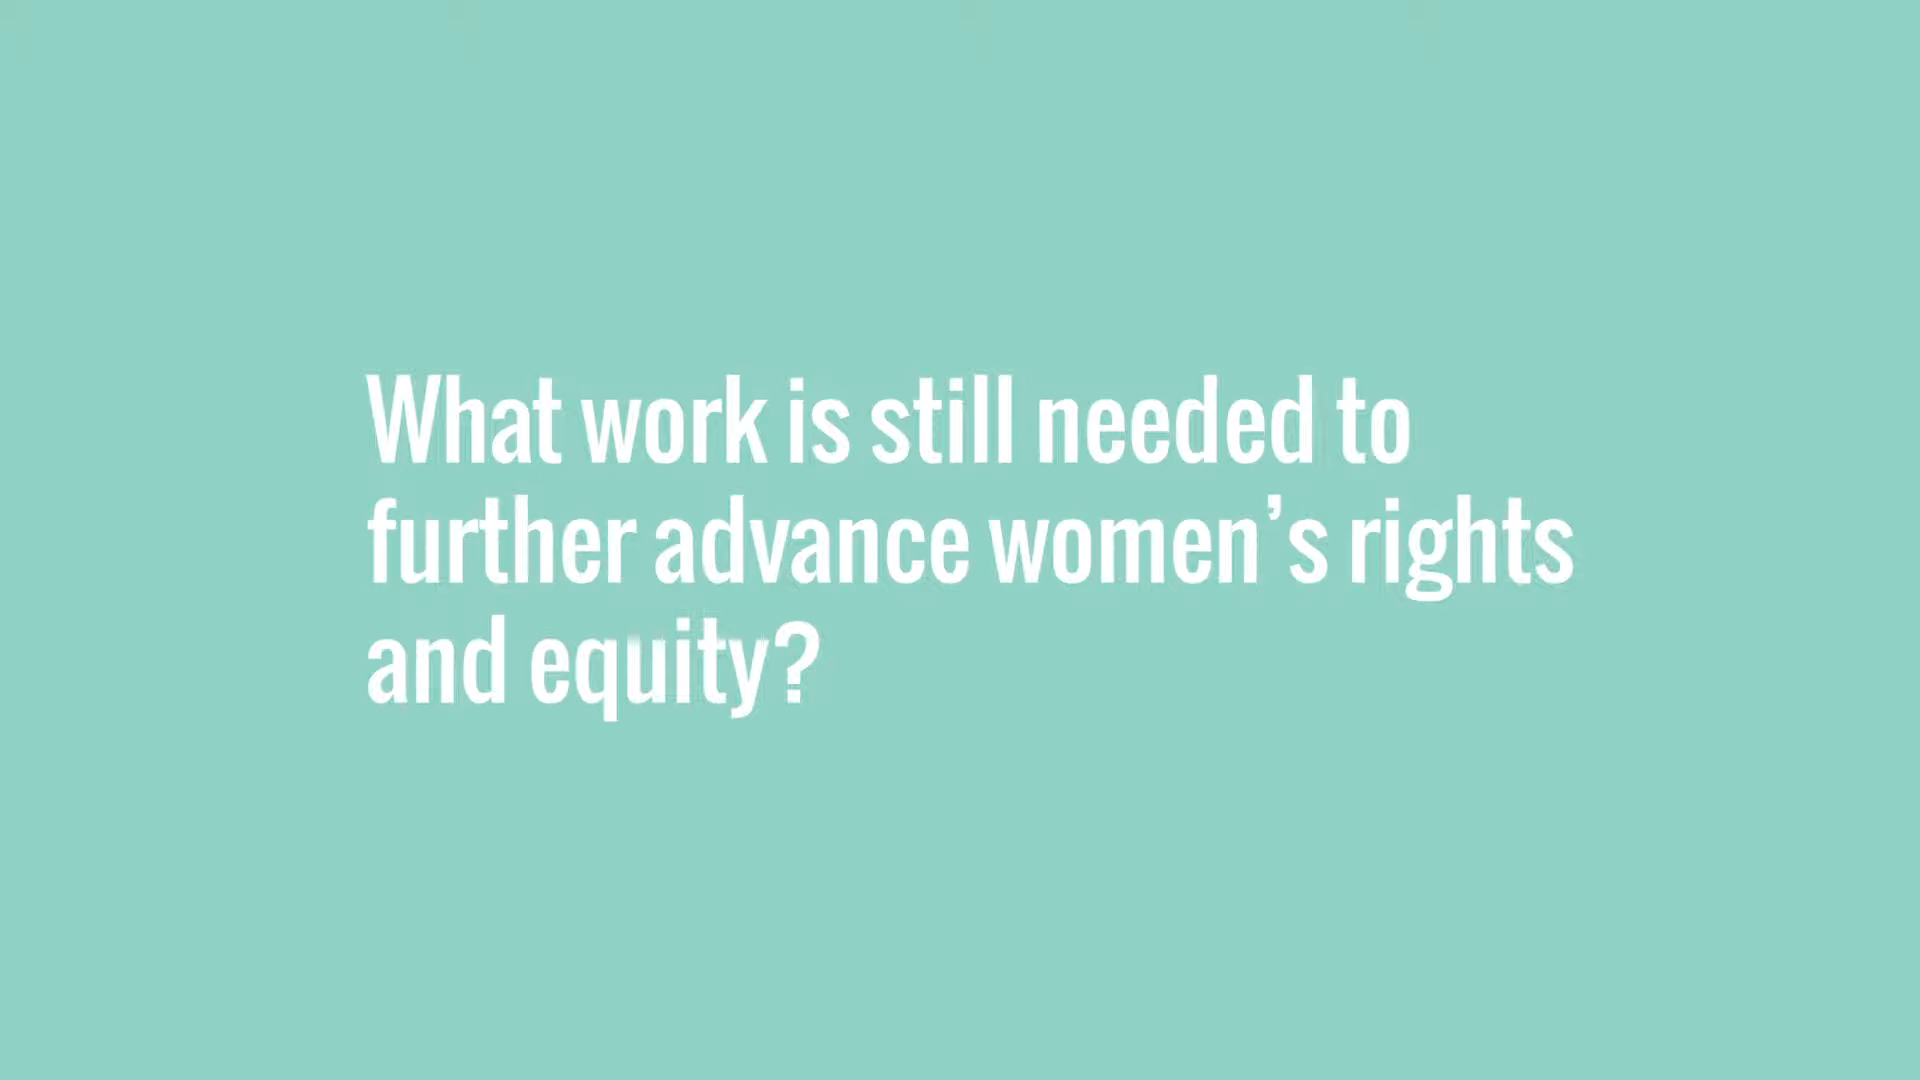 What work is still needed to
further advance women’s rights
and equity?